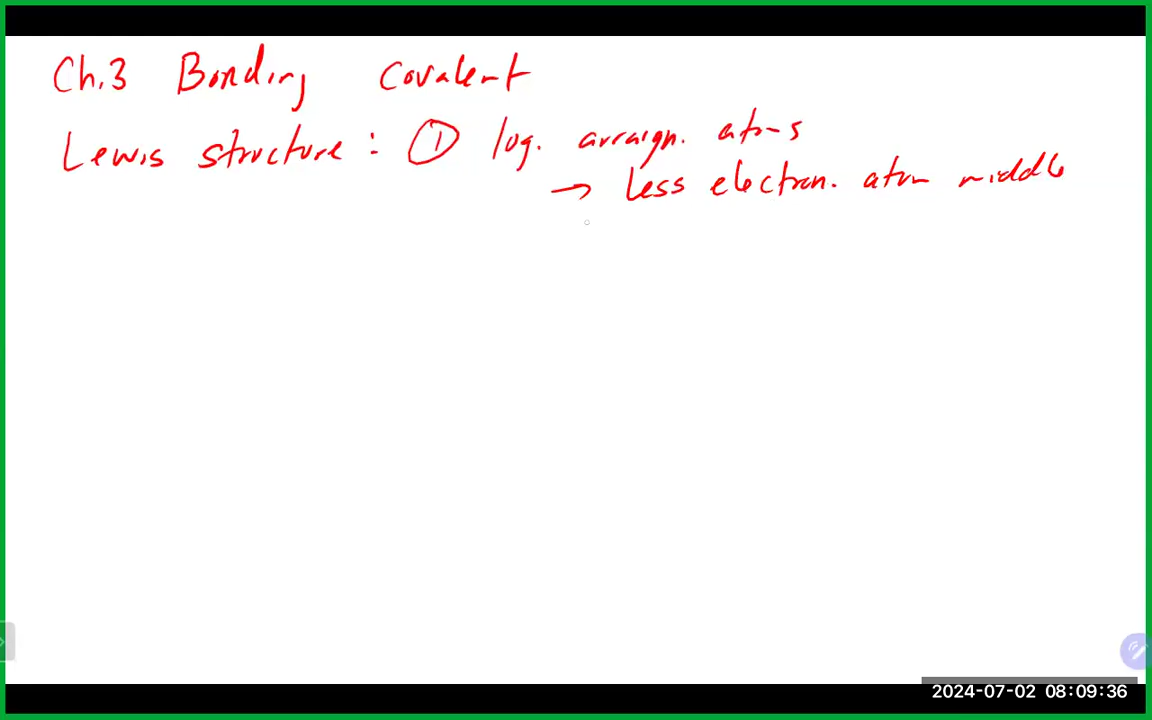 Ch.3 Bonding covalent
Lewis structure: ① log. arraign. atoms
→ less electron. atom middle
2024-07-02 08:09:36